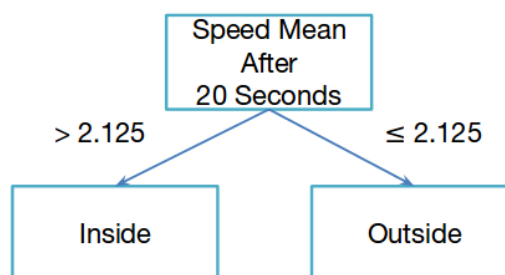 Speed Mean
After
20 Seconds
> 2.125
≤ 2.125
Inside
Outside